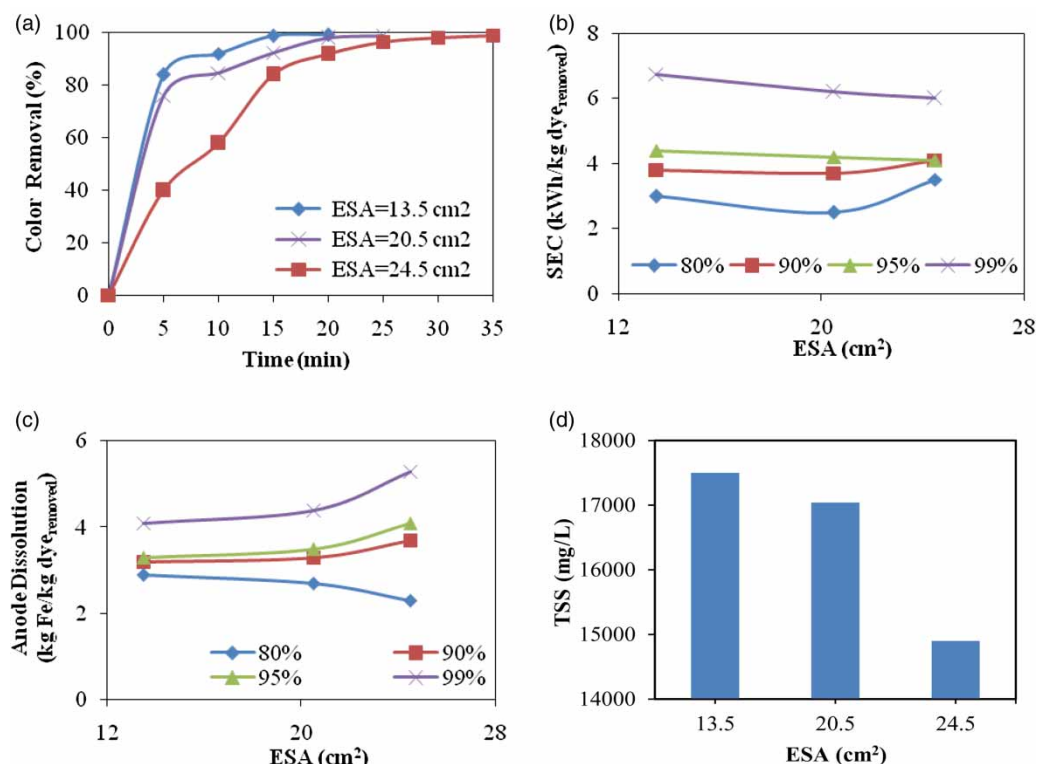 (a)
100
80
60
40
20
0
Color Removal (%)
ESA=13.5 cm2
ESA=20.5 cm2
ESA=24.5 cm2
0 5 10 15 20 25 30 35
Time (min)
(b)
8
6
4
2
0
SEC (kWh/kg dye removed)
80% 90% 95% 99%
12 20 28
ESA (cm²)
(c)
6
4
2
0
Anode Dissolution
(kg Fe/kg dye removed)
80% 90%
95% 99%
12 20 28
ESA (cm²)
(d)
18000
17000
16000
15000
14000
TSS (mg/L)
13.5 20.5 24.5
ESA (cm²)